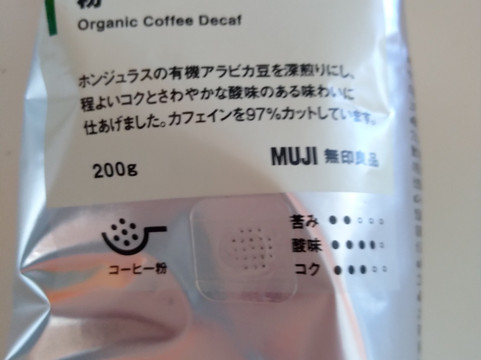 粉
Organic Coffee Decaf
ホンジュラスの有機アラビカ豆を深煎りにし、
程よいコクとさわやかな酸味のある味わいに
仕あげました。カフェインを97%カットしています。
200g
MUJI 無印良品
コーヒー粉
苦み
酸味
コク